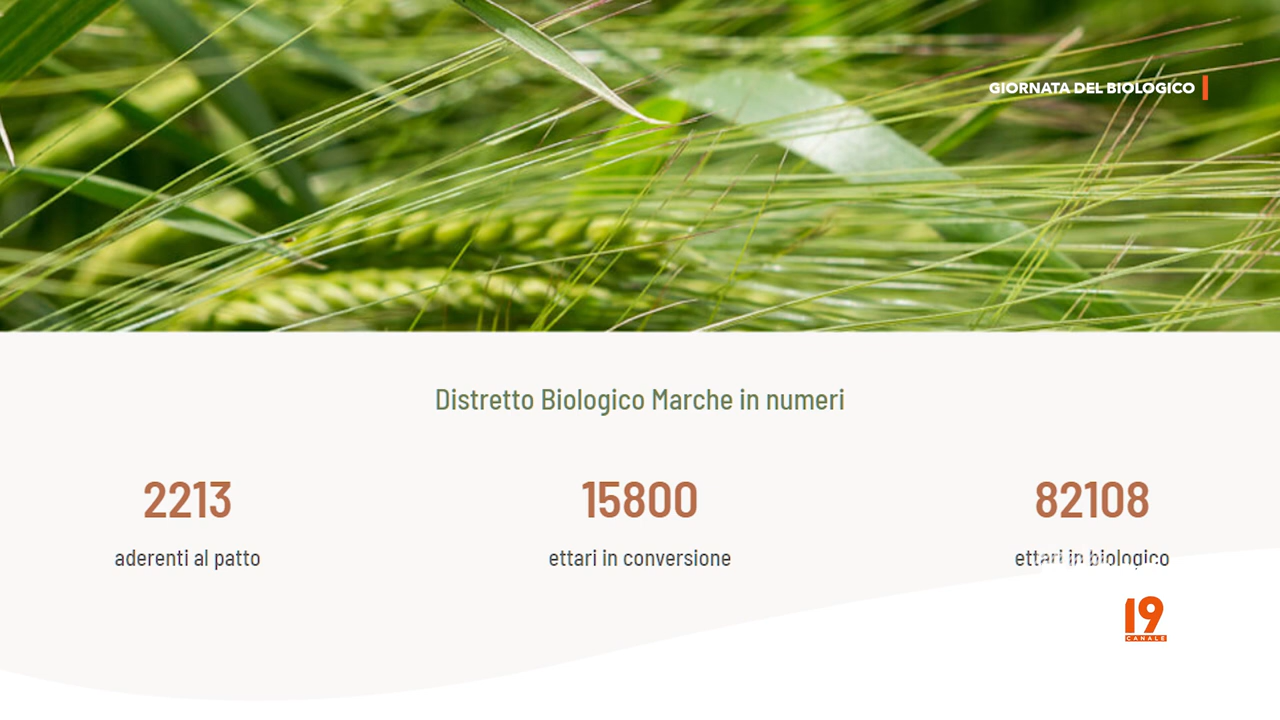 GIORNATA DEL BIOLOGICO
Distretto Biologico Marche in numeri
2213
15800
82108
aderenti al patto
ettari in conversione
ettari in biologico
19
CANALE